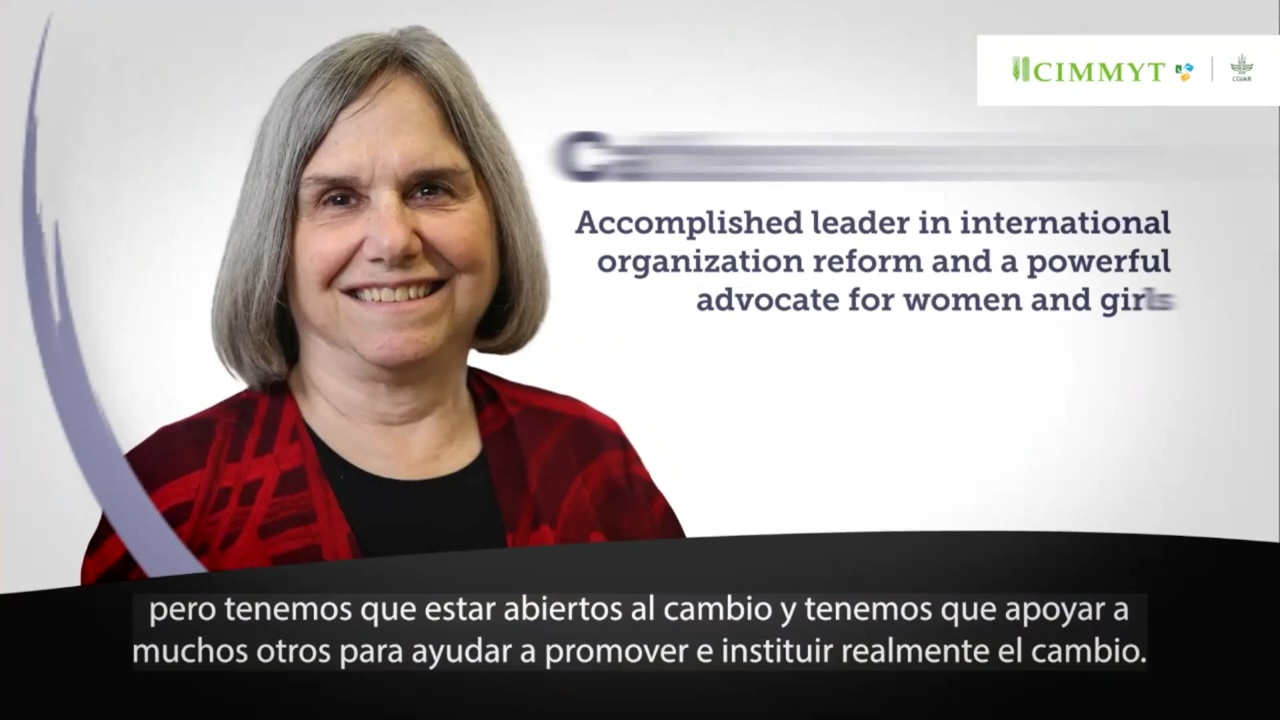 CIMMYT
CGIAR
Accomplished leader in international
organization reform and a powerful
advocate for women and girls
pero tenemos que estar abiertos al cambio y tenemos que apoyar a
muchos otros para ayudar a promover e instituir realmente el cambio.